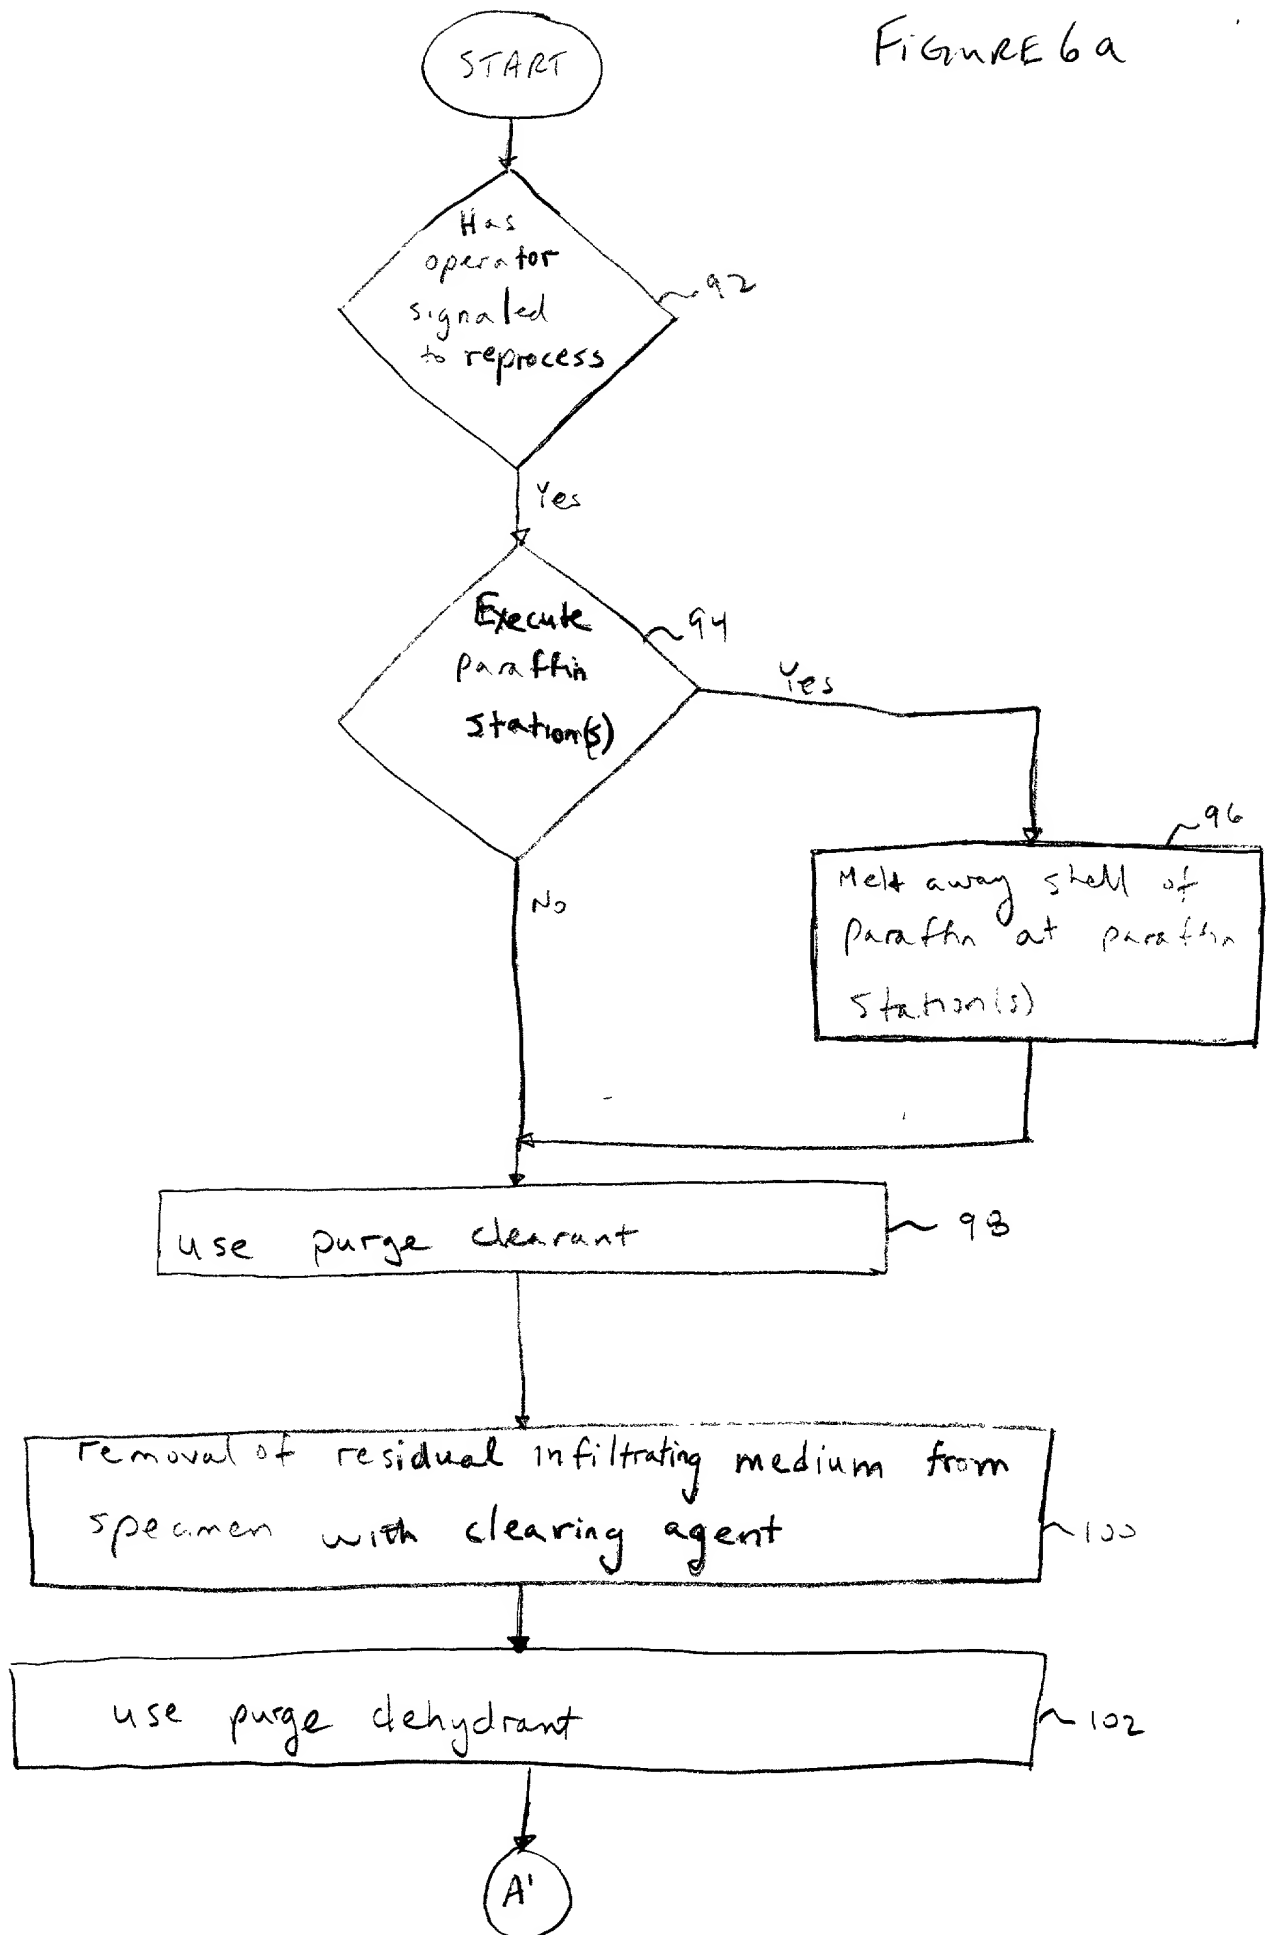 FIGURE 6a
START
Has
operator
signaled
to reprocess
92
Yes
Execute
paraffin
station(s)
94
Yes
96
Melt away shell of
paraffin at paraffin
station(s)
No
use purge clearant
98
removal of residual infiltrating medium from
specimen with clearing agent
100
use purge dehydrant
102
A'